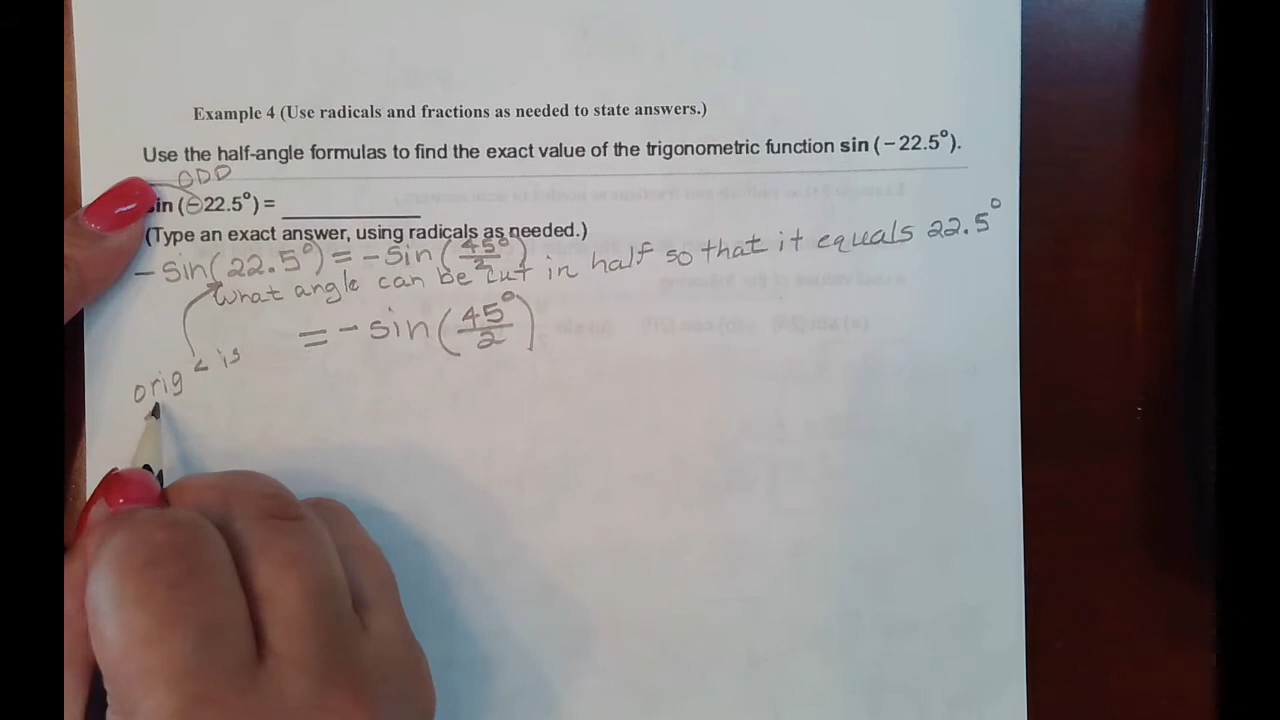 Example 4 (Use radicals and fractions as needed to state answers.)
Use the half-angle formulas to find the exact value of the trigonometric function sin (−22.5°).
ODD
sin (−22.5°) = ________
(Type an exact answer, using radicals as needed.)
−sin(22.5°) = −sin(45°/2)
What angle can be cut in half so that it equals 22.5°
= −sin(45°/2)
orig ∠ is